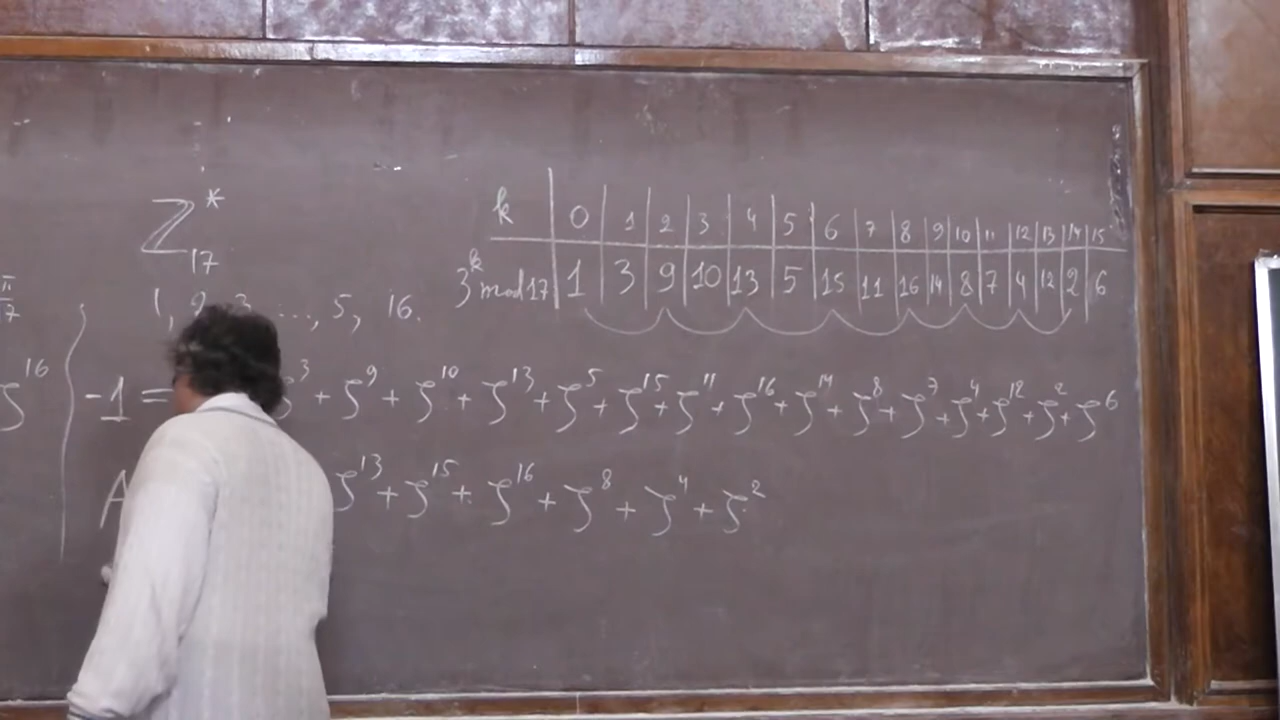 k 0 1 2 3 4 5 6 7 8 9 10 11 12 13 14 15
3^k mod 17 1 3 9 10 13 5 15 11 16 14 8 7 4 12 2 6
Z*_17
1, 2, 3 ..., 5, 16.
π/7
ζ^16
-1 = ζ^3 + ζ^9 + ζ^10 + ζ^13 + ζ^5 + ζ^15 + ζ^11 + ζ^16 + ζ^14 + ζ^8 + ζ^7 + ζ^4 + ζ^12 + ζ^2 + ζ^6
A ζ^13 + ζ^15 + ζ^16 + ζ^8 + ζ^4 + ζ^2